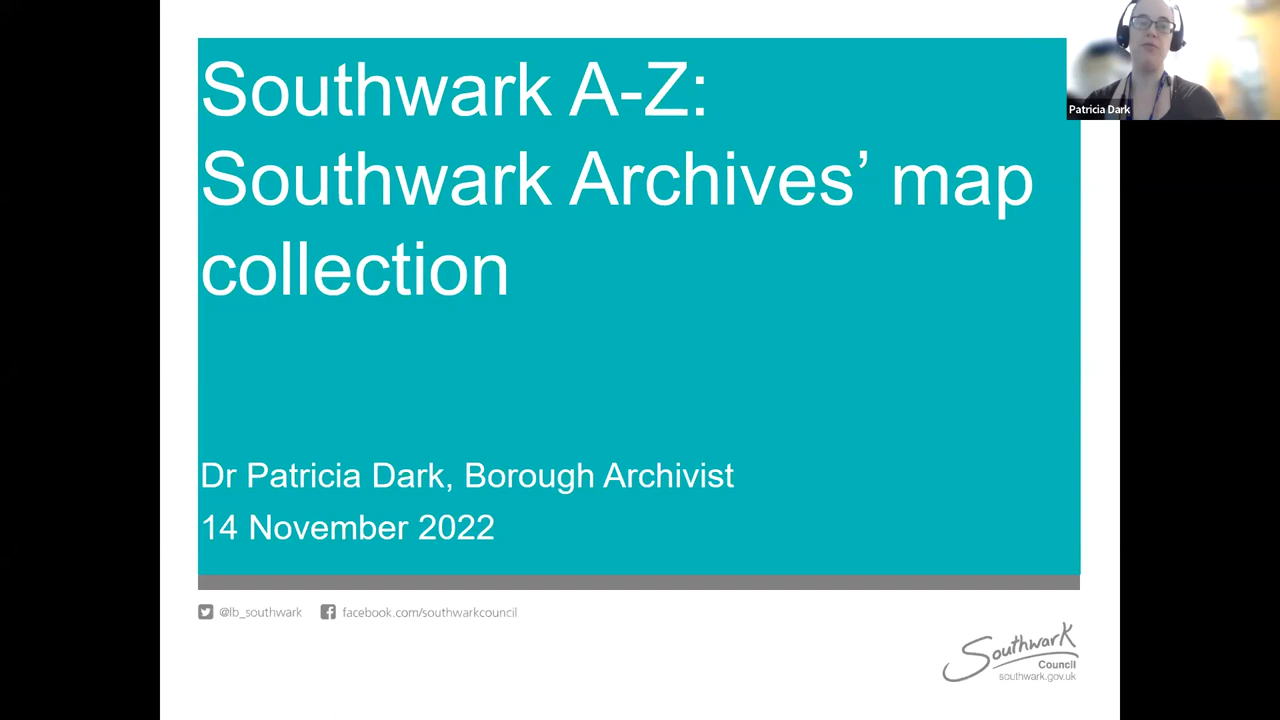 Southwark A-Z:
Southwark Archives’ map
collection
Patricia Dark
Dr Patricia Dark, Borough Archivist
14 November 2022
@lb_southwark
facebook.com/southwarkcouncil
Southwark
Council
southwark.gov.uk